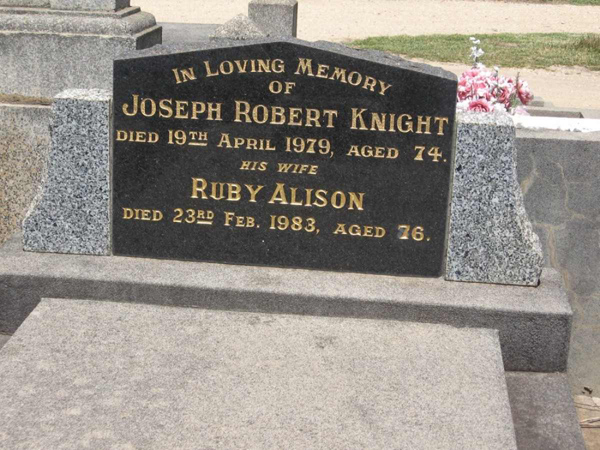 In Loving Memory
of
Joseph Robert Knight
died 19th April 1979, aged 74.
his wife
Ruby Alison
died 23rd Feb. 1983, aged 76.